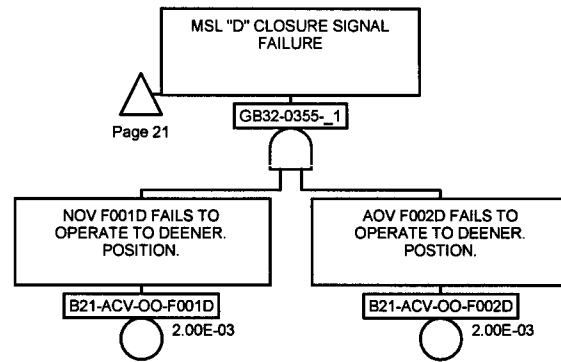 MSL "D" CLOSURE SIGNAL
FAILURE
Page 21
GB32-0355-_1
NOV F001D FAILS TO
OPERATE TO DEENER.
POSITION.
AOV F002D FAILS TO
OPERATE TO DEENER.
POSTION.
B21-ACV-OO-F001D
B21-ACV-OO-F002D
2.00E-03
2.00E-03